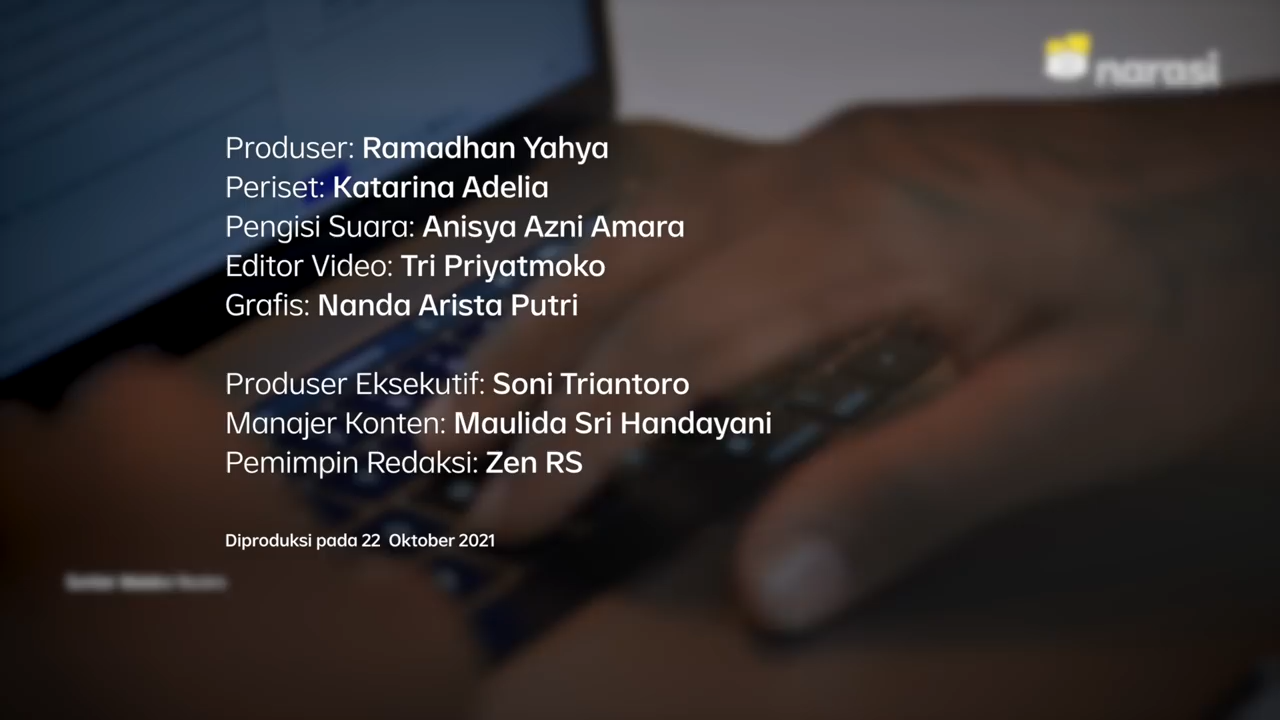 narasi
Produser: Ramadhan Yahya
Periset: Katarina Adelia
Pengisi Suara: Anisya Azni Amara
Editor Video: Tri Priyatmoko
Grafis: Nanda Arista Putri
Produser Eksekutif: Soni Triantoro
Manajer Konten: Maulida Sri Handayani
Pemimpin Redaksi: Zen RS
Diproduksi pada 22 Oktober 2021